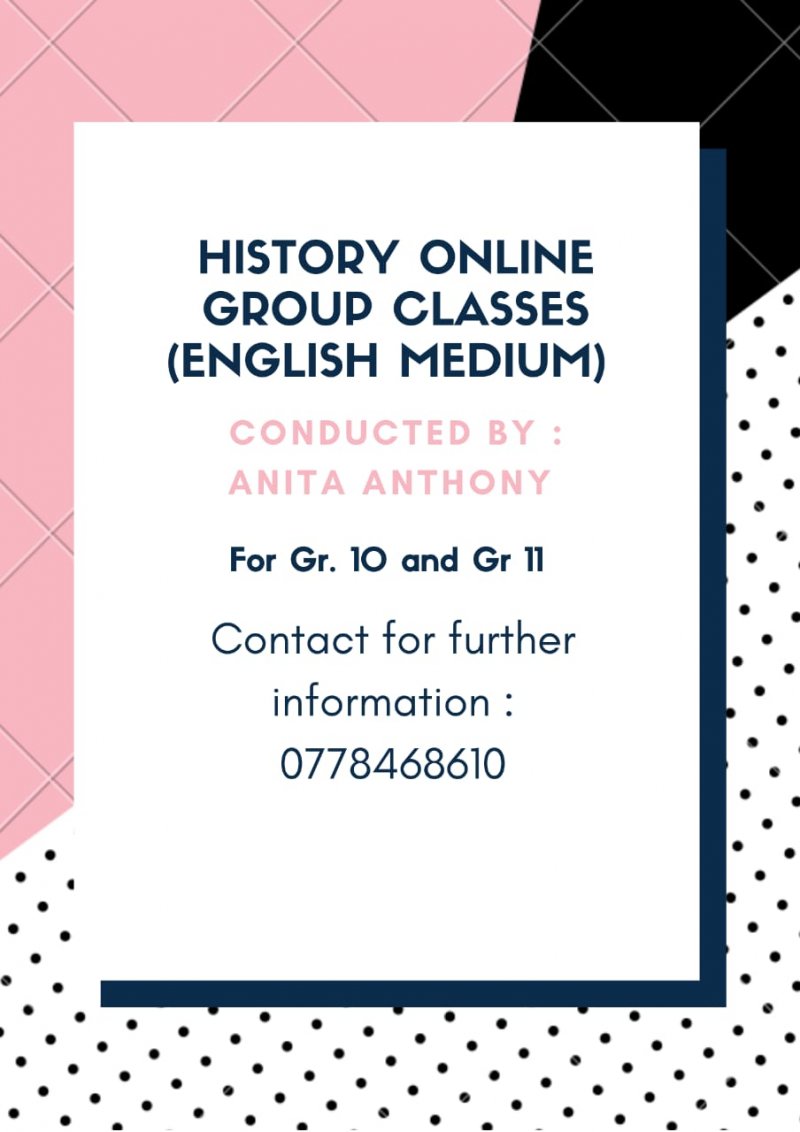 HISTORY ONLINE
GROUP CLASSES
(ENGLISH MEDIUM)
CONDUCTED BY :
ANITA ANTHONY
For Gr. 10 and Gr 11
Contact for further
information :
0778468610